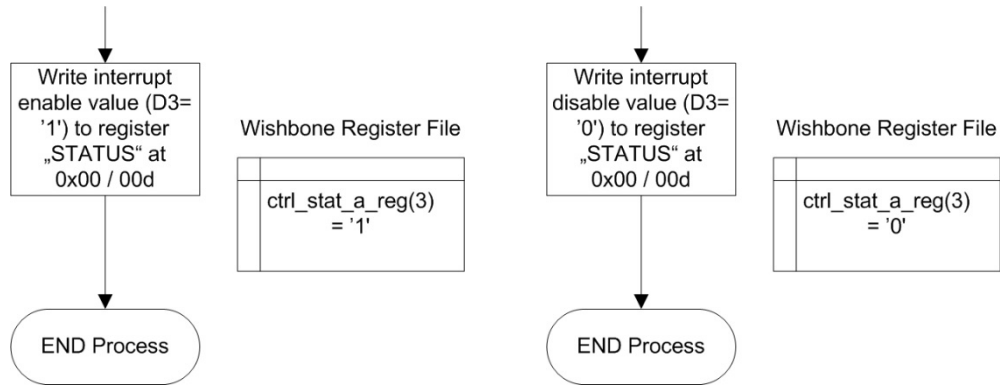 Write interrupt
enable value (D3=
’1') to register
„STATUS“ at
0x00 / 00d
Wishbone Register File
ctrl_stat_a_reg(3)
= ’1'
END Process
Write interrupt
disable value (D3=
’0') to register
„STATUS“ at
0x00 / 00d
Wishbone Register File
ctrl_stat_a_reg(3)
= ’0'
END Process